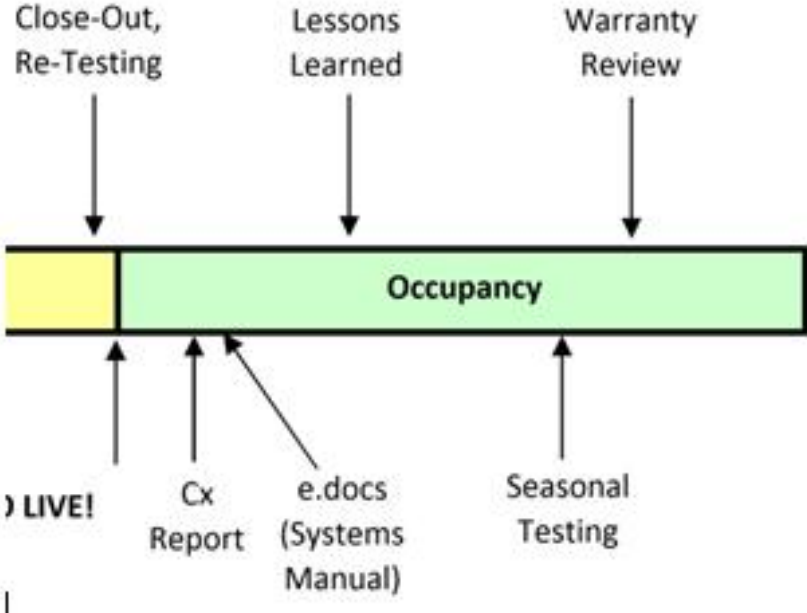 Close-Out,
Re-Testing
Lessons
Learned
Warranty
Review
Occupancy
LIVE!
Cx
Report
e.docs
(Systems
Manual)
Seasonal
Testing